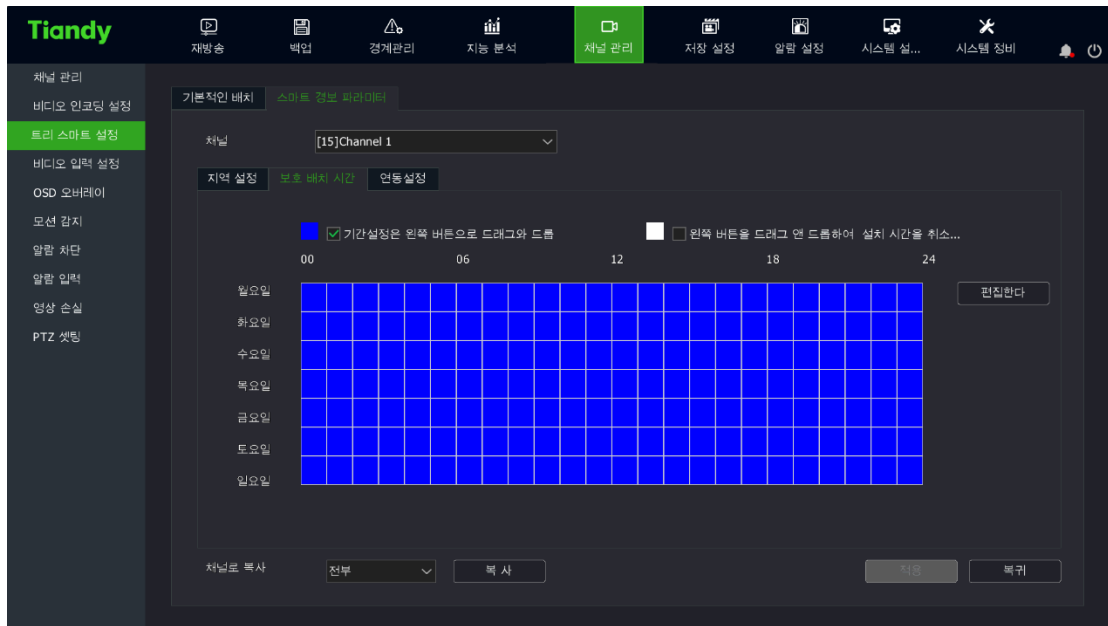 Tiandy
재방송 백업 경계관리 지능 분석 채널 관리 저장 설정 알람 설정 시스템 설... 시스템 정비
채널 관리
비디오 인코딩 설정
트리 스마트 설정
비디오 입력 설정
OSD 오버레이
모션 감지
알람 차단
알람 입력
영상 손실
PTZ 셋팅
기본적인 배치 스마트 경보 파라미터
채널 [15]Channel 1
지역 설정 보호 배치 시간 연동설정
기간설정은 왼쪽 버튼으로 드래그와 드롭 왼쪽 버튼을 드래그 앤 드롭하여 설치 시간을 취소...
00 06 12 18 24
월요일 편집한다
화요일
수요일
목요일
금요일
토요일
일요일
채널로 복사 전부 복 사 적용 복귀